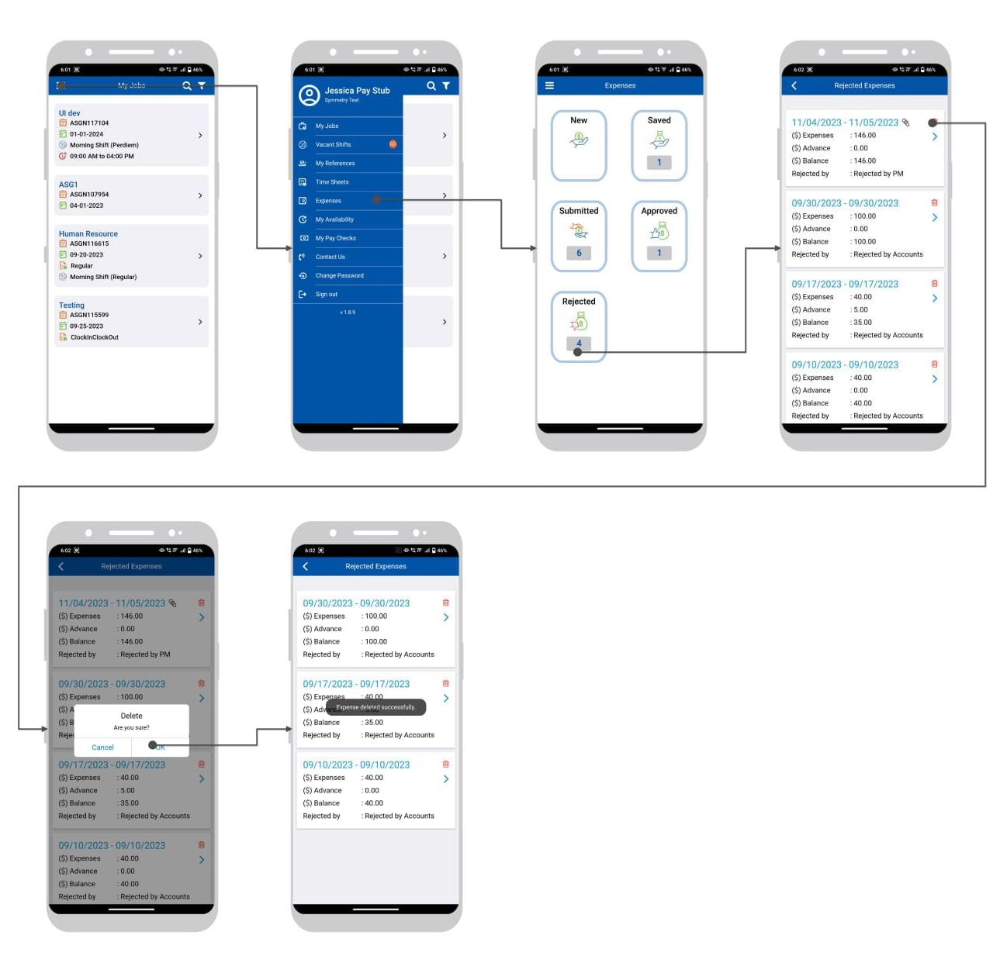 6:01 46%
My Jobs
UI dev
ASGN117104
01-01-2024
Morning Shift (Perdiem)
09:00 AM to 04:00 PM
ASG1
ASGN107954
04-01-2023
Human Resource
ASGN116615
09-20-2023
Regular
Morning Shift (Regular)
Testing
ASGN115599
09-25-2023
ClockInClockOut
6:01 46%
Jessica Pay Stub
Symmetry Test
My Jobs
Vacant Shifts
My References
Time Sheets
Expenses
My Availability
My Pay Checks
Contact Us
Change Password
Sign out
v 1.8.9
6:01 46%
Expenses
New
Saved
1
Submitted
6
Approved
1
Rejected
4
6:02 46%
Rejected Expenses
11/04/2023 - 11/05/2023
($) Expenses : 146.00
($) Advance : 0.00
($) Balance : 146.00
Rejected by : Rejected by PM
09/30/2023 - 09/30/2023
($) Expenses : 100.00
($) Advance : 0.00
($) Balance : 100.00
Rejected by : Rejected by Accounts
09/17/2023 - 09/17/2023
($) Expenses : 40.00
($) Advance : 5.00
($) Balance : 35.00
Rejected by : Rejected by Accounts
09/10/2023 - 09/10/2023
($) Expenses : 40.00
($) Advance : 0.00
($) Balance : 40.00
Rejected by : Rejected by Accounts
6:02 46%
Rejected Expenses
11/04/2023 - 11/05/2023
($) Expenses : 146.00
($) Advance : 0.00
($) Balance : 146.00
Rejected by : Rejected by PM
09/30/2023 - 09/30/2023
($) Expenses : 100.00
Delete
Are you sure?
Cancel OK
09/17/2023 - 09/17/2023
($) Expenses : 40.00
($) Advance : 5.00
($) Balance : 35.00
Rejected by : Rejected by Accounts
09/10/2023 - 09/10/2023
($) Expenses : 40.00
($) Advance : 0.00
($) Balance : 40.00
Rejected by : Rejected by Accounts
6:02 46%
Rejected Expenses
09/30/2023 - 09/30/2023
($) Expenses : 100.00
($) Advance : 0.00
($) Balance : 100.00
Rejected by : Rejected by Accounts
09/17/2023 - 09/17/2023
($) Expenses : 40.00
Expense deleted successfully.
($) Balance : 35.00
Rejected by : Rejected by Accounts
09/10/2023 - 09/10/2023
($) Expenses : 40.00
($) Advance : 0.00
($) Balance : 40.00
Rejected by : Rejected by Accounts